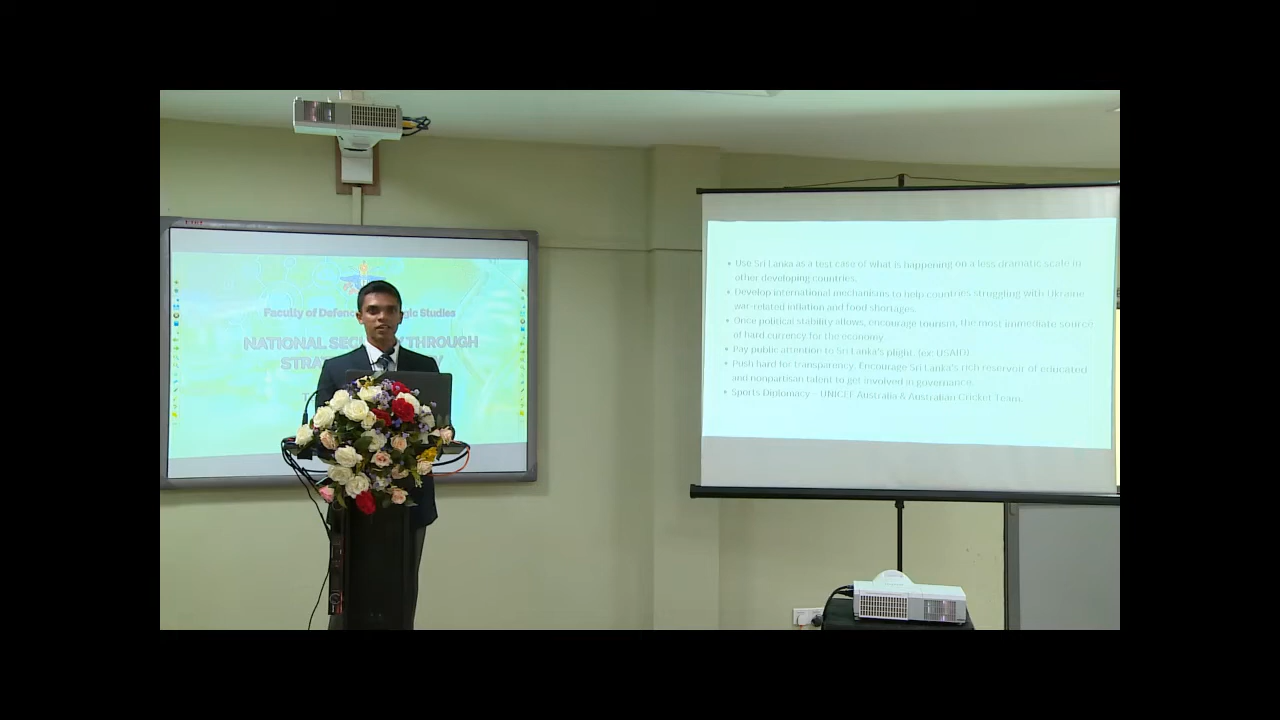 Faculty of Defence gic Studies
NATIONAL SECURITY THROUGH
STRAT
T
• Use Sri Lanka as a test case of what is happening on a less dramatic scale in
other developing countries.
• Develop international mechanisms to help countries struggling with Ukraine
war-related inflation and food shortages.
• Once political stability allows, encourage tourism, the most immediate source
of hard currency for the economy
• Pay public attention to Sri Lanka's plight. (ex: USAID)
• Push hard for transparency. Encourage Sri Lanka's rich reservoir of educated
and nonpartisan talent to get involved in governance.
• Sports Diplomacy – UNICEF Australia & Australian Cricket Team